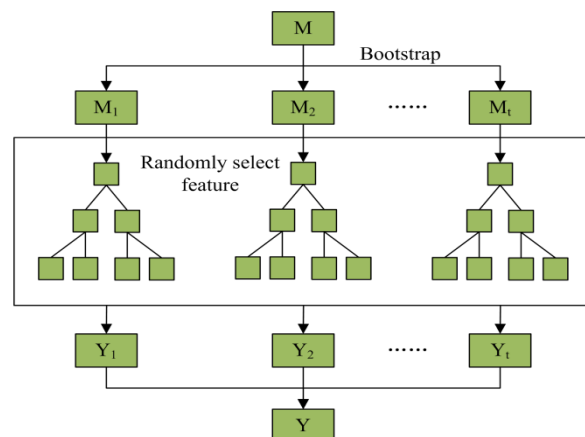 M
Bootstrap
M₁ M₂ ...... Mₜ
Randomly select
feature
Y₁ Y₂ ...... Yₜ
Y